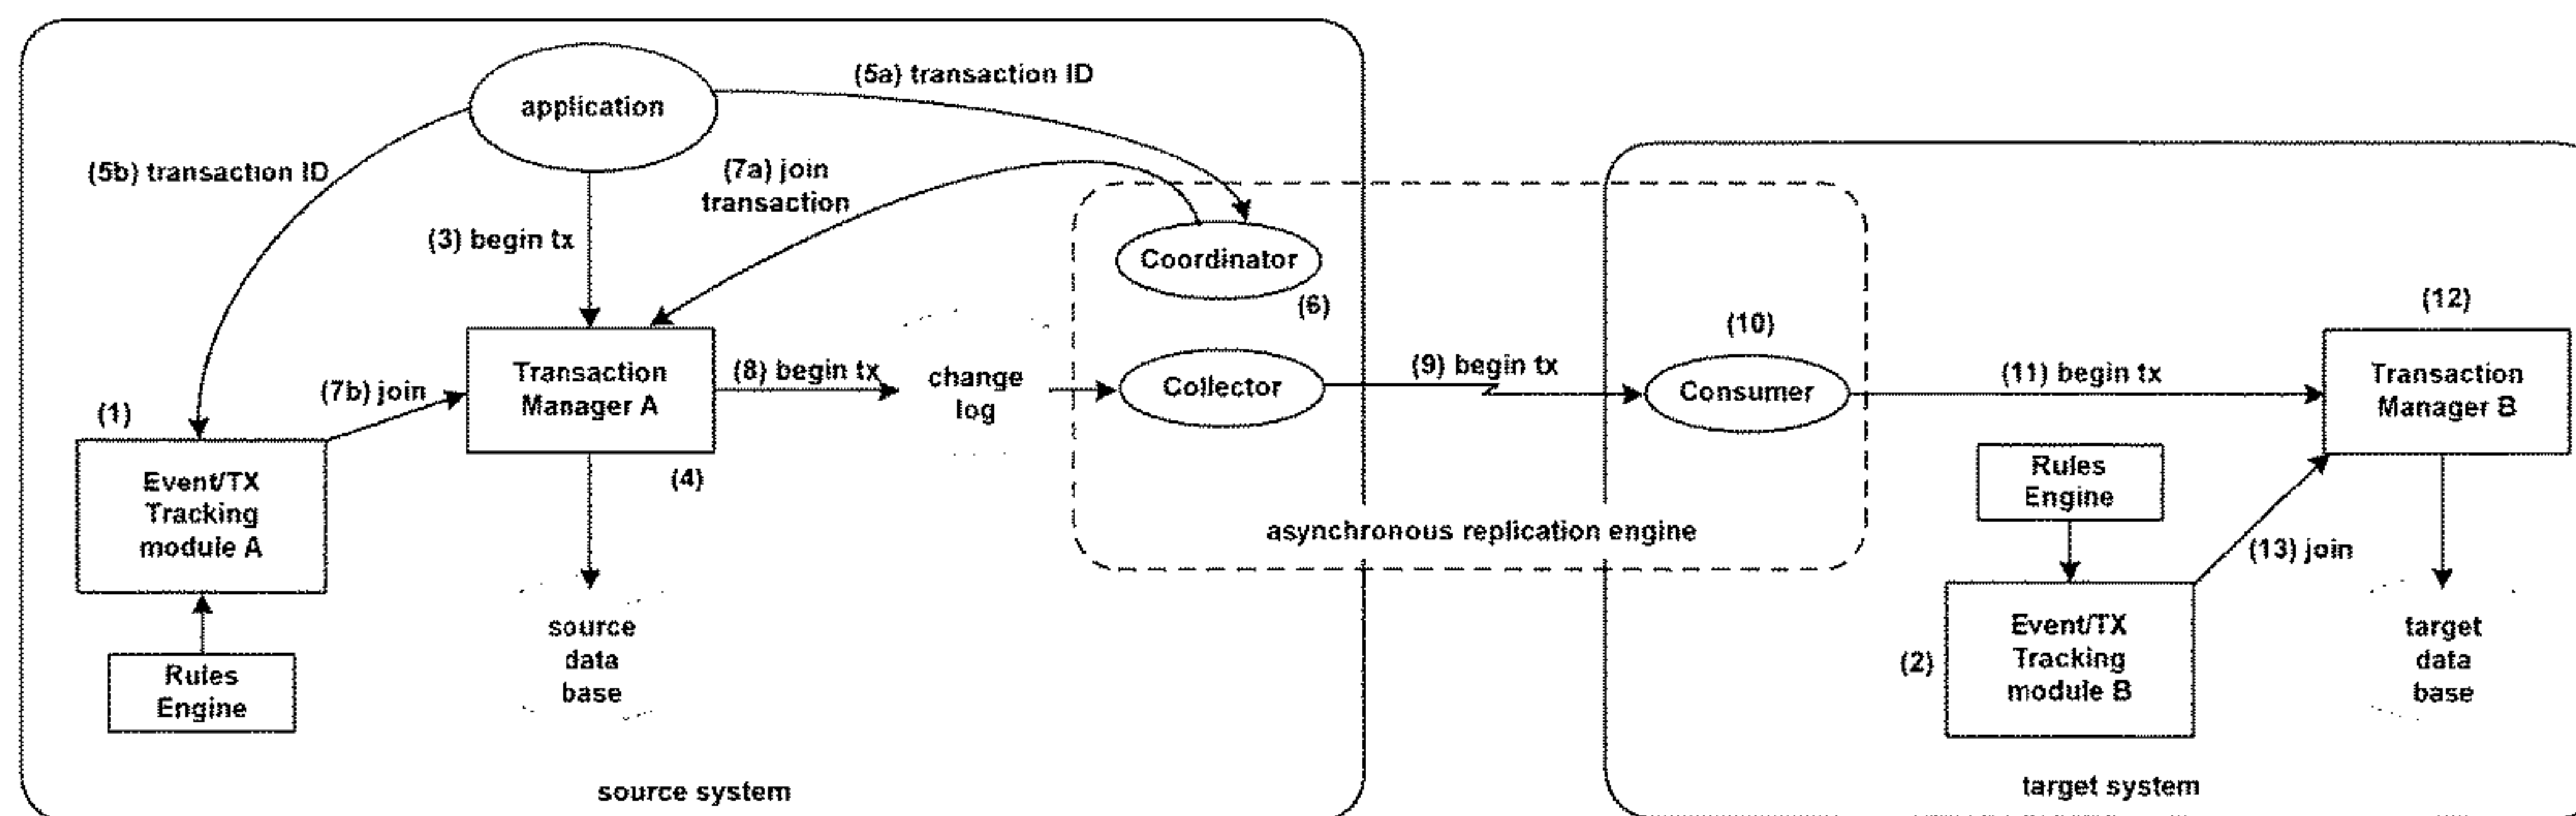 (5a) transaction ID
application
(5b) transaction ID
(7a) join
transaction
(3) begin tx
Coordinator
(6)
(12)
(10)
Transaction
Manager A
(8) begin tx
change
log
Collector
(9) begin tx
Consumer
(11) begin tx
Transaction
Manager B
(7b) join
(1)
(4)
Rules
Engine
Event/TX
Tracking
module A
asynchronous replication engine
(13) join
source
data
base
Event/TX
Tracking
module B
(2)
target
data
base
Rules
Engine
source system
target system